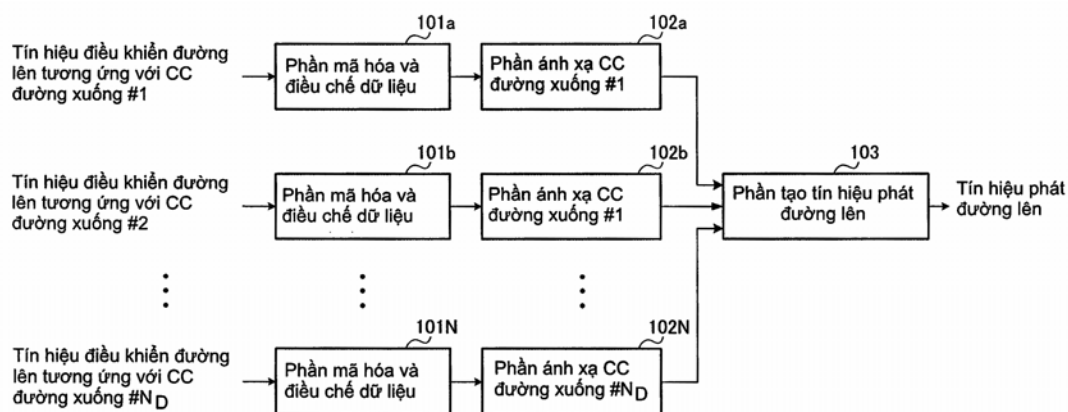 101a
102a
Tín hiệu điều khiển đường
lên tương ứng với CC
đường xuống #1
Phần mã hóa và
điều chế dữ liệu
Phần ánh xạ CC
đường xuống #1
101b
102b
103
Tín hiệu điều khiển đường
lên tương ứng với CC
đường xuống #2
Phần mã hóa và
điều chế dữ liệu
Phần ánh xạ CC
đường xuống #1
Phần tạo tín hiệu phát
đường lên
Tín hiệu phát
đường lên
101N
102N
Tín hiệu điều khiển đường
lên tương ứng với CC
đường xuống #ND
Phần mã hóa và
điều chế dữ liệu
Phần ánh xạ CC
đường xuống #ND